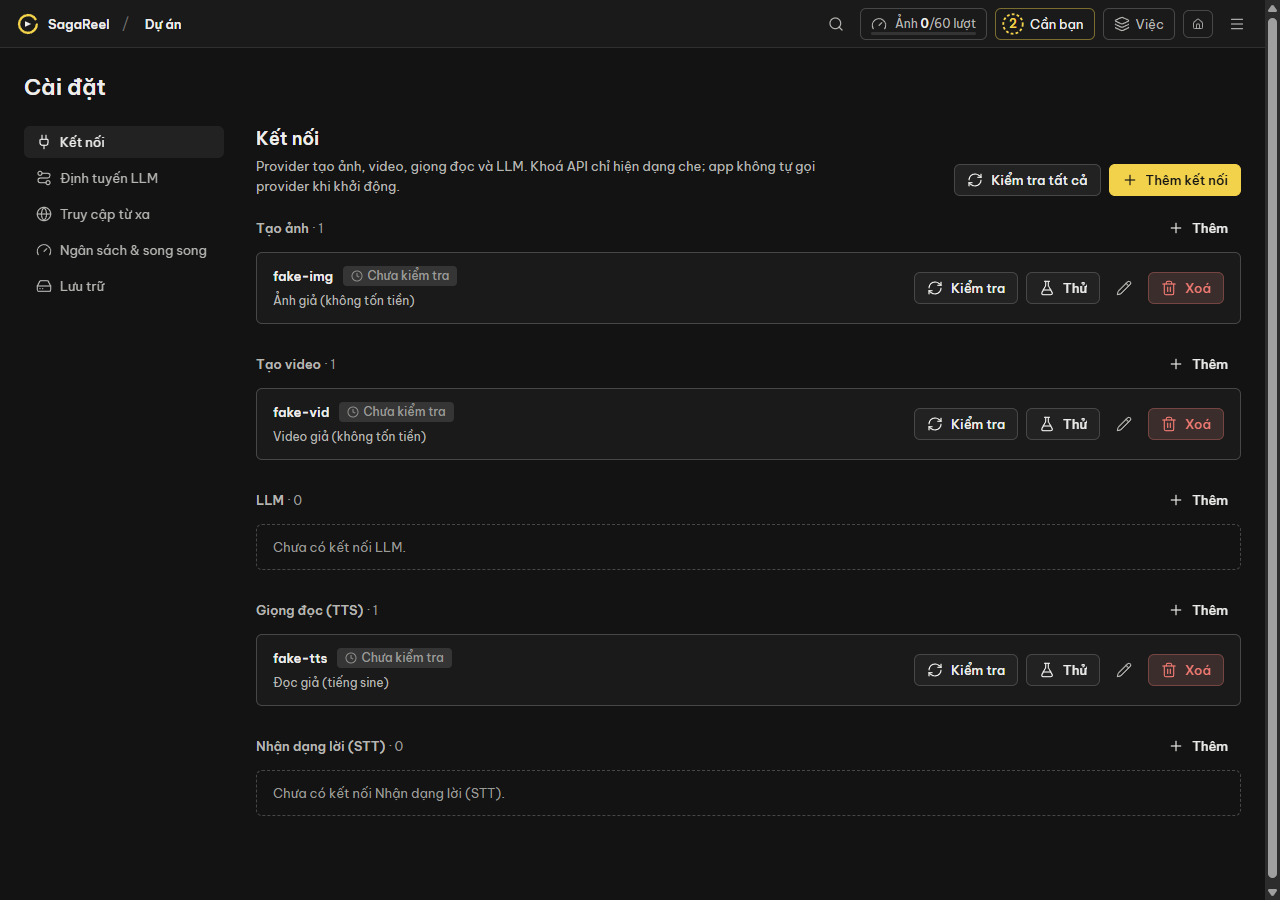 SagaReel / Dự án
Ảnh 0/60 lượt
2 Cần bạn
Việc
Cài đặt
Kết nối
Định tuyến LLM
Truy cập từ xa
Ngân sách & song song
Lưu trữ
Kết nối
Provider tạo ảnh, video, giọng đọc và LLM. Khoá API chỉ hiện dạng che; app không tự gọi
provider khi khởi động.
Kiểm tra tất cả
Thêm kết nối
Tạo ảnh · 1
Thêm
fake-img Chưa kiểm tra
Ảnh giả (không tốn tiền)
Kiểm tra
Thử
Xoá
Tạo video · 1
Thêm
fake-vid Chưa kiểm tra
Video giả (không tốn tiền)
Kiểm tra
Thử
Xoá
LLM · 0
Thêm
Chưa có kết nối LLM.
Giọng đọc (TTS) · 1
Thêm
fake-tts Chưa kiểm tra
Đọc giả (tiếng sine)
Kiểm tra
Thử
Xoá
Nhận dạng lời (STT) · 0
Thêm
Chưa có kết nối Nhận dạng lời (STT).